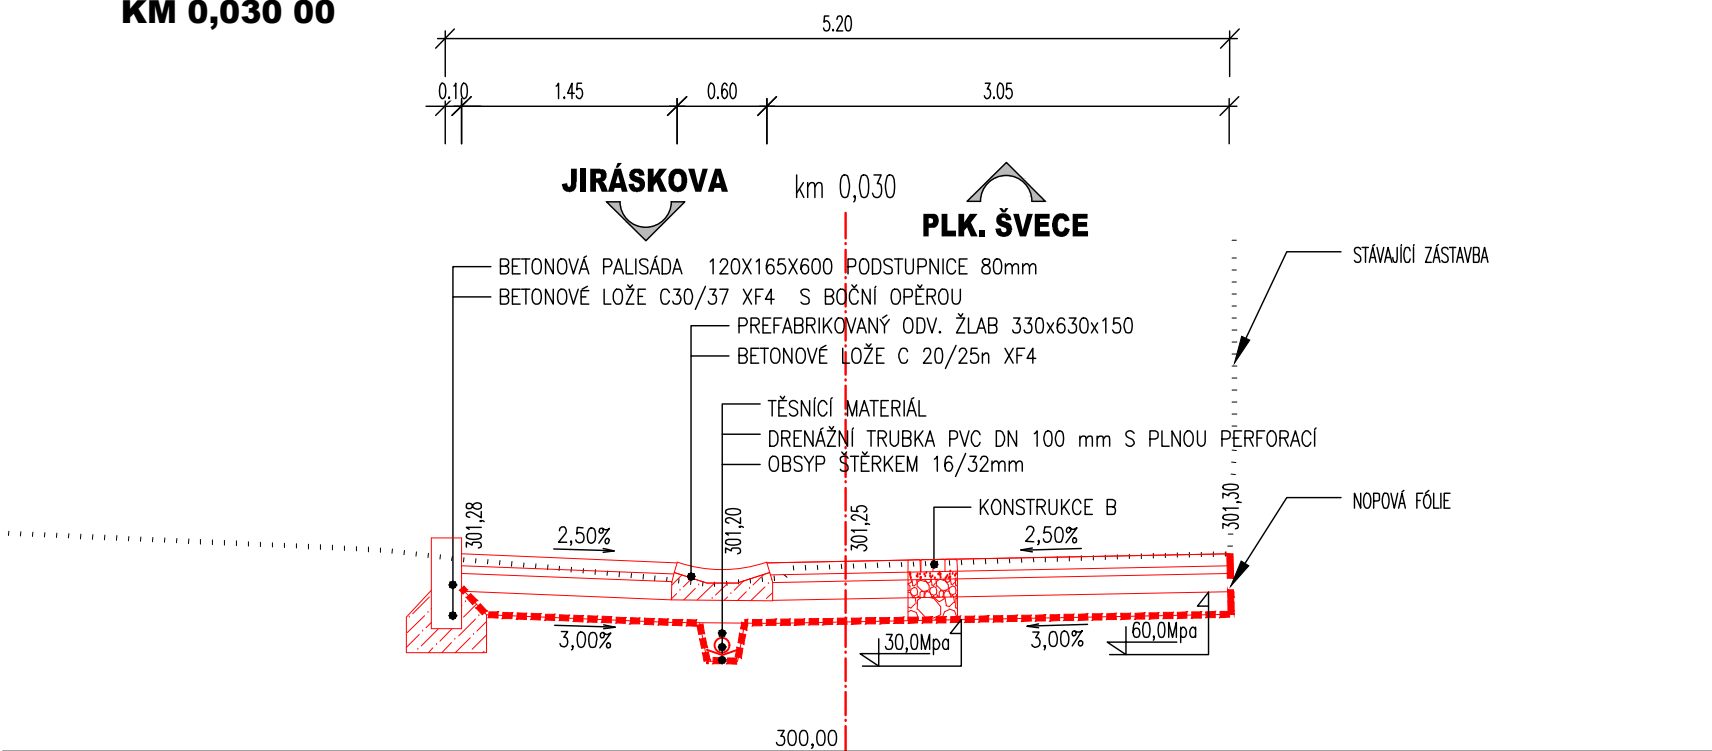 KM 0,030 00
5.20
0.10 1.45 0.60 3.05
JIRÁSKOVA
km 0,030
PLK. ŠVECE
BETONOVÁ PALISÁDA 120X165X600 PODSTUPNICE 80mm
STÁVAJÍCÍ ZÁSTAVBA
BETONOVÉ LOŽE C30/37 XF4 S BOČNÍ OPĚROU
PREFABRIKOVANÝ ODV. ŽLAB 330x630x150
BETONOVÉ LOŽE C 20/25n XF4
TĚSNÍCÍ MATERIÁL
DRENÁŽNÍ TRUBKA PVC DN 100 mm S PLNOU PERFORACÍ
OBSYP ŠTĚRKEM 16/32mm
KONSTRUKCE B
NOPOVÁ FÓLIE
301,28
2,50%
301,20
301,25
2,50%
301,30
3,00%
30,0Mpa
3,00%
60,0Mpa
300,00